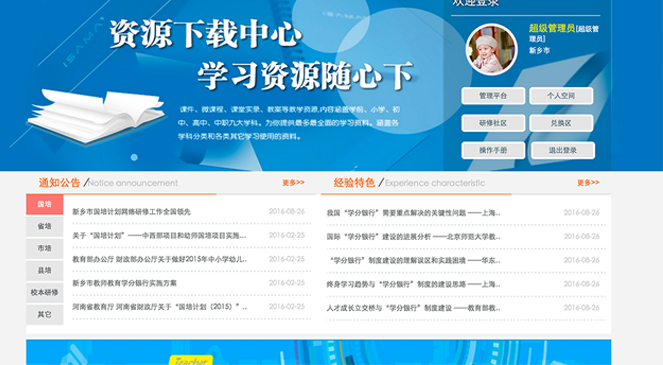 欢迎登录
资源下载中心
学习资源随心下
课件、微课程、课堂实录、教案等教学资源,内容涵盖学前、小学、初
中、高中、中职九大学科。为你提供最多最全面的学习资料。涵盖各
学科分类和各类其它学习使用的资料。
超级管理员[超级管
理员]
新乡市
管理平台
个人空间
研修社区
兑换区
操作手册
退出登录
通知公告 /Notice announcement
更多>>
国培
省培
市培
县培
校本研修
其它
新乡市国培计划网络研修工作全国领先 2016-08-26
关于“国培计划”——中西部项目和幼师国培项目实施... 2016-02-25
教育部办公厅 财政部办公厅关于做好2015年中小学幼儿.. 2016-02-25
新乡市教师教育学分银行实施方案 2016-08-26
河南省教育厅 河南省财政厅关于“国培计划（2015）”.. 2016-02-25
经验特色 /Experience characteristic
更多>>
我国“学分银行”需要重点解决的关键性问题 ——上海.. 2016-08-26
国际“学分银行”建设的进展分析 ——北京师范大学教.. 2016-08-26
“学分银行”制度建设的理解误区和实践困境 ——华东.. 2016-08-26
终身学习趋势与“学分银行”制度的建设思路 ——上海.. 2016-08-26
人才成长立交桥与“学分银行”制度建设 ——教育部教.. 2016-08-26
Teacher